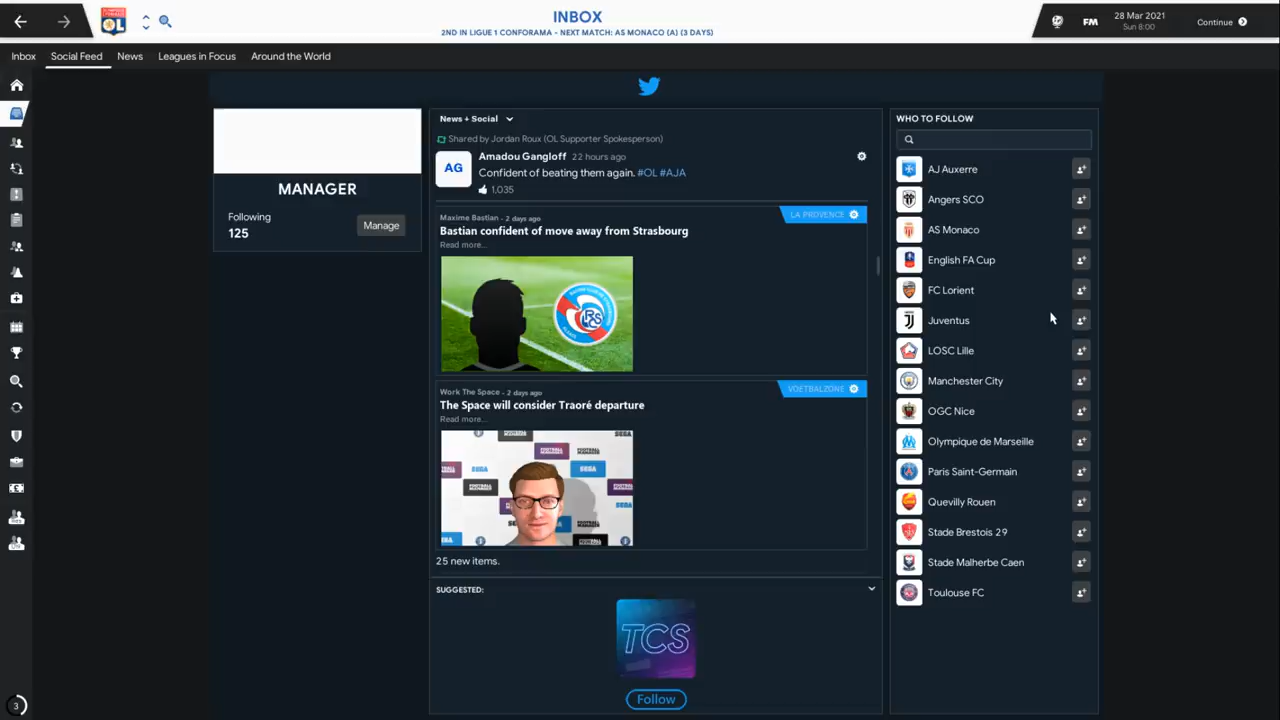 INBOX
2ND IN LIGUE 1 CONFORAMA - NEXT MATCH: AS MONACO (A) (3 DAYS)
FM
28 Mar 2021
Sun 8:00
Continue
Inbox
Social Feed
News
Leagues in Focus
Around the World
MANAGER
Following
125
Manage
News + Social
Shared by Jordan Roux (OL Supporter Spokesperson)
AG
Amadou Gangloff 22 hours ago
Confident of beating them again. #OL #AJA
1,035
Maxime Bastian - 2 days ago
LA PROVENCE
Bastian confident of move away from Strasbourg
Read more...
Work The Space - 2 days ago
VOETBALZONE
The Space will consider Traoré departure
Read more...
25 new items.
SUGGESTED:
TCS
Follow
WHO TO FOLLOW
AJ Auxerre
Angers SCO
AS Monaco
English FA Cup
FC Lorient
Juventus
LOSC Lille
Manchester City
OGC Nice
Olympique de Marseille
Paris Saint-Germain
Quevilly Rouen
Stade Brestois 29
Stade Malherbe Caen
Toulouse FC
3